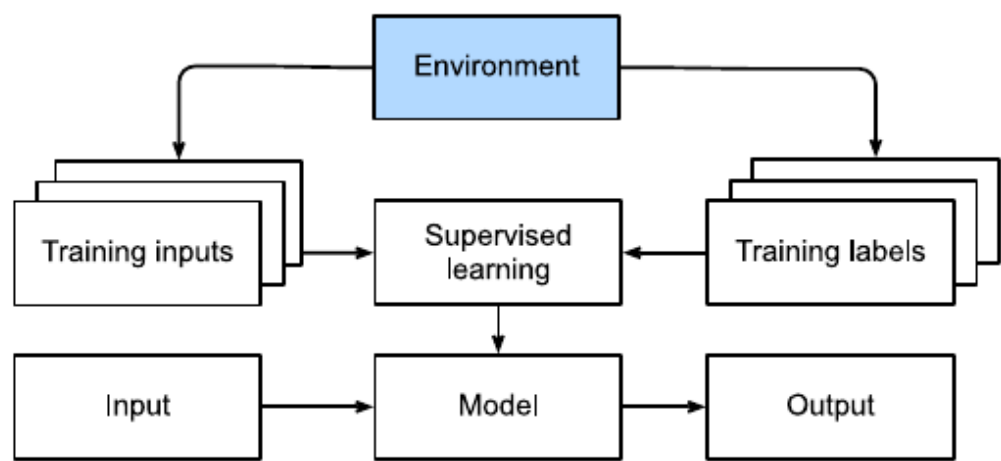 Environment
Training inputs
Supervised
learning
Training labels
Input
Model
Output